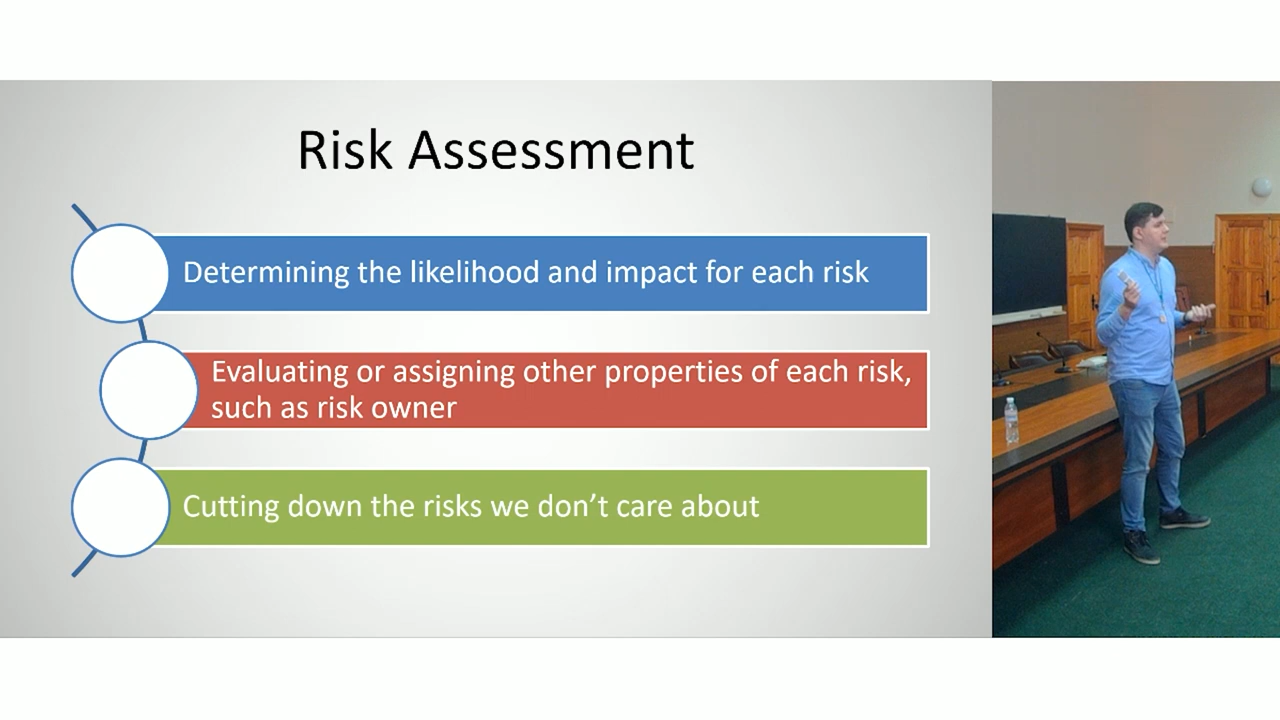 Risk Assessment
Determining the likelihood and impact for each risk
Evaluating or assigning other properties of each risk,
such as risk owner
Cutting down the risks we don’t care about